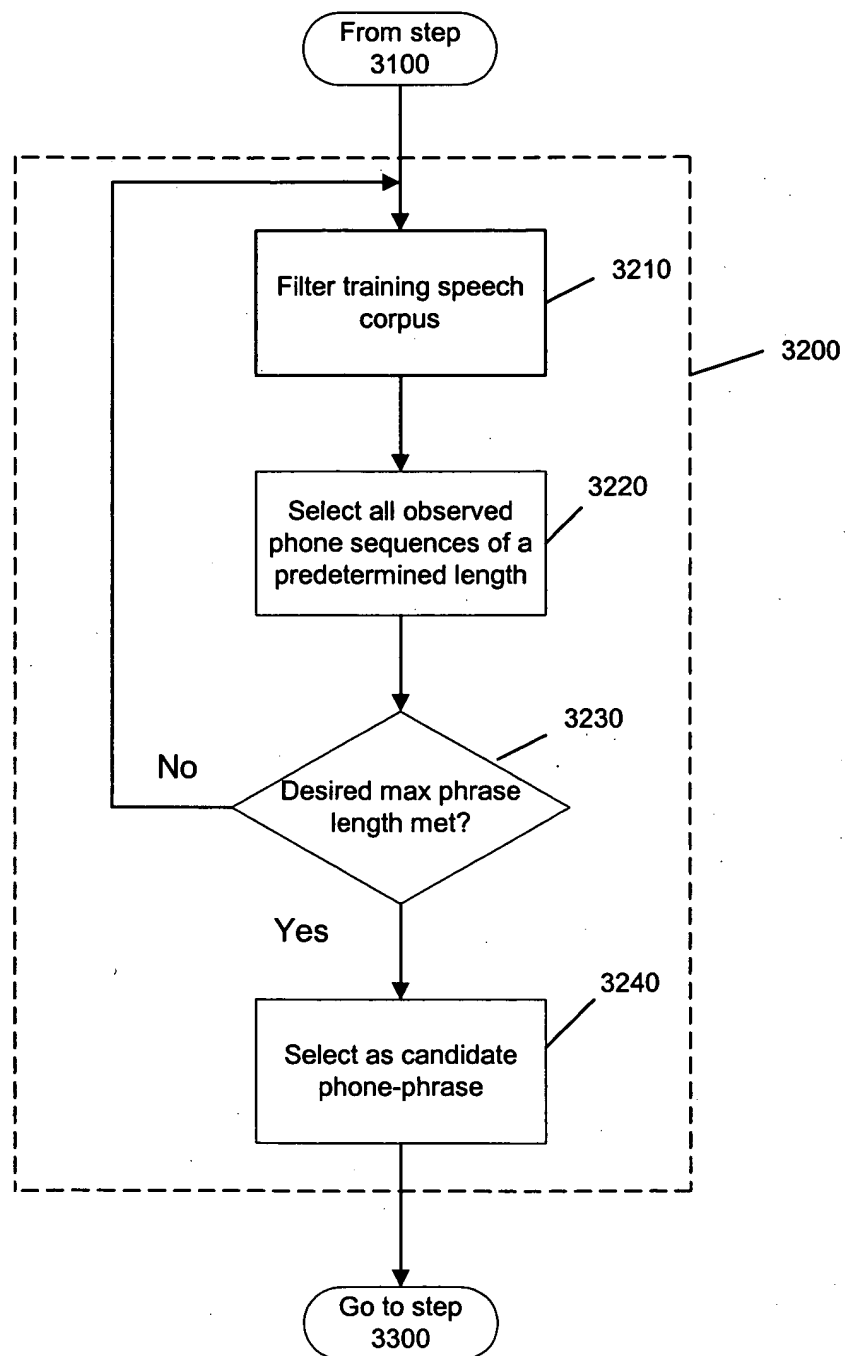 From step
3100
Filter training speech
corpus
3210
3200
Select all observed
phone sequences of a
predetermined length
3220
3230
No
Desired max phrase
length met?
Yes
3240
Select as candidate
phone-phrase
Go to step
3300